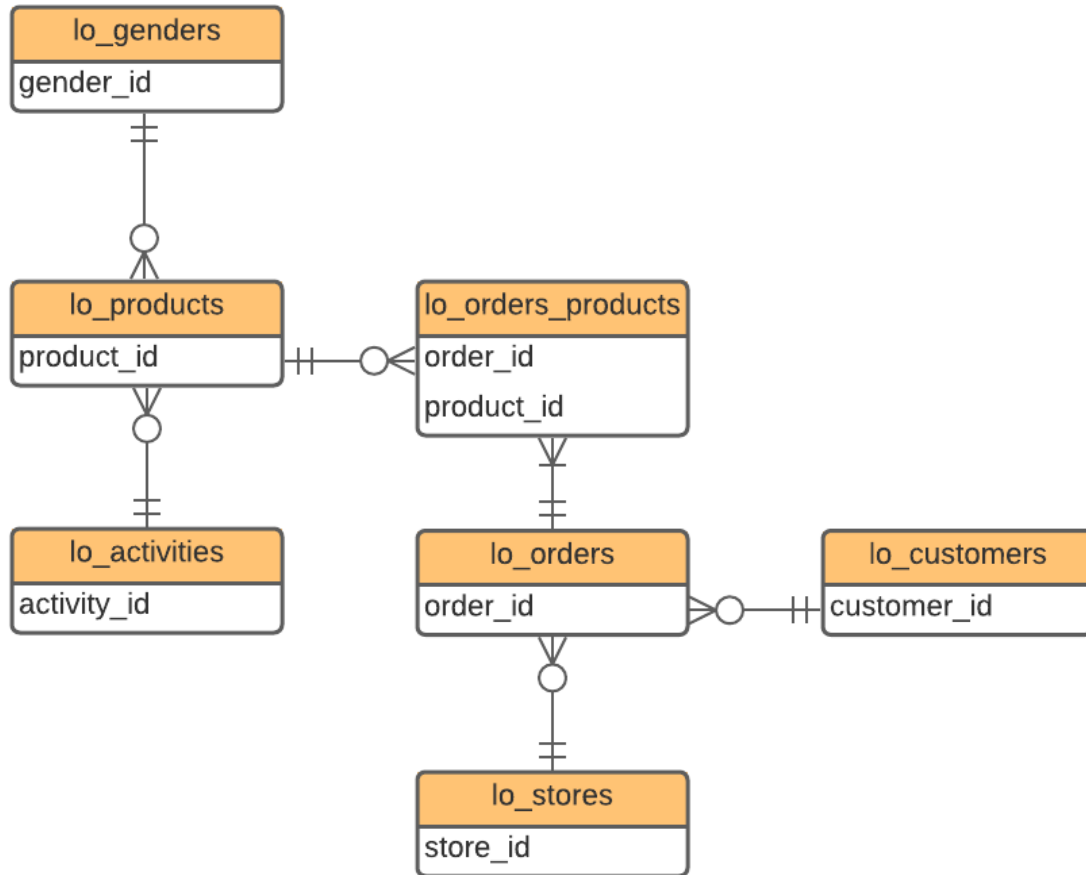 lo_genders
gender_id
lo_products
product_id
lo_orders_products
order_id
product_id
lo_activities
activity_id
lo_orders
order_id
lo_customers
customer_id
lo_stores
store_id